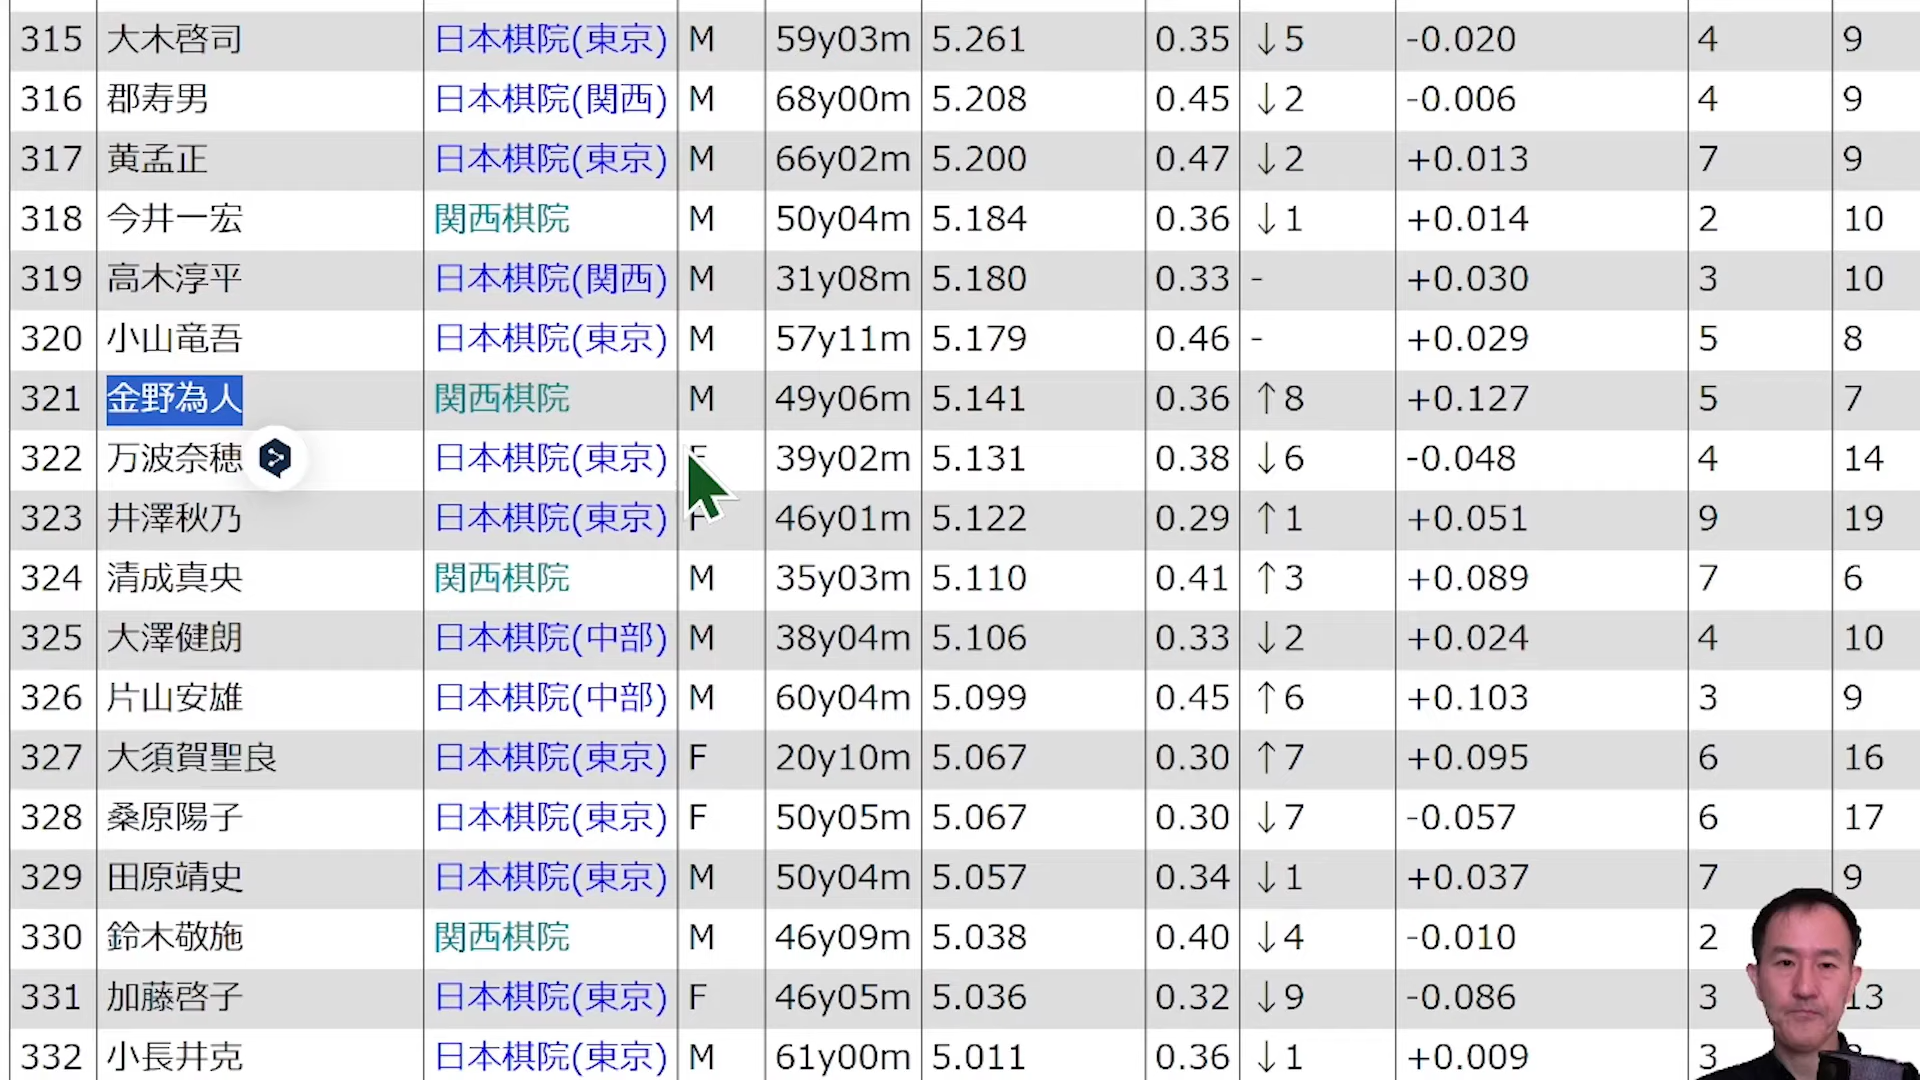 315 大木啓司 日本棋院(東京) M 59y03m 5.261 0.35 ↓5 -0.020 4 9
316 郡寿男 日本棋院(関西) M 68y00m 5.208 0.45 ↓2 -0.006 4 9
317 黄孟正 日本棋院(東京) M 66y02m 5.200 0.47 ↓2 +0.013 7 9
318 今井一宏 関西棋院 M 50y04m 5.184 0.36 ↓1 +0.014 2 10
319 高木淳平 日本棋院(関西) M 31y08m 5.180 0.33 - +0.030 3 10
320 小山竜吾 日本棋院(東京) M 57y11m 5.179 0.46 - +0.029 5 8
321 金野為人 関西棋院 M 49y06m 5.141 0.36 ↑8 +0.127 5 7
322 万波奈穂 日本棋院(東京) F 39y02m 5.131 0.38 ↓6 -0.048 4 14
323 井澤秋乃 日本棋院(東京) F 46y01m 5.122 0.29 ↑1 +0.051 9 19
324 清成真央 関西棋院 M 35y03m 5.110 0.41 ↑3 +0.089 7 6
325 大澤健朗 日本棋院(中部) M 38y04m 5.106 0.33 ↓2 +0.024 4 10
326 片山安雄 日本棋院(中部) M 60y04m 5.099 0.45 ↑6 +0.103 3 9
327 大須賀聖良 日本棋院(東京) F 20y10m 5.067 0.30 ↑7 +0.095 6 16
328 桑原陽子 日本棋院(東京) F 50y05m 5.067 0.30 ↓7 -0.057 6 17
329 田原靖史 日本棋院(東京) M 50y04m 5.057 0.34 ↓1 +0.037 7 9
330 鈴木敬施 関西棋院 M 46y09m 5.038 0.40 ↓4 -0.010 2
331 加藤啓子 日本棋院(東京) F 46y05m 5.036 0.32 ↓9 -0.086 3 13
332 小長井克 日本棋院(東京) M 61y00m 5.011 0.36 ↓1 +0.009 3